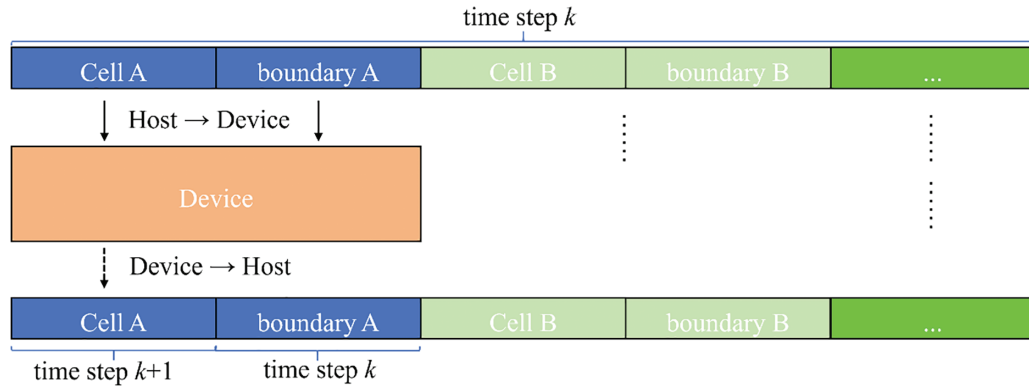 time step k
Cell A boundary A Cell B boundary B ...
Host → Device
Device
Device → Host
Cell A boundary A Cell B boundary B ...
time step k+1 time step k